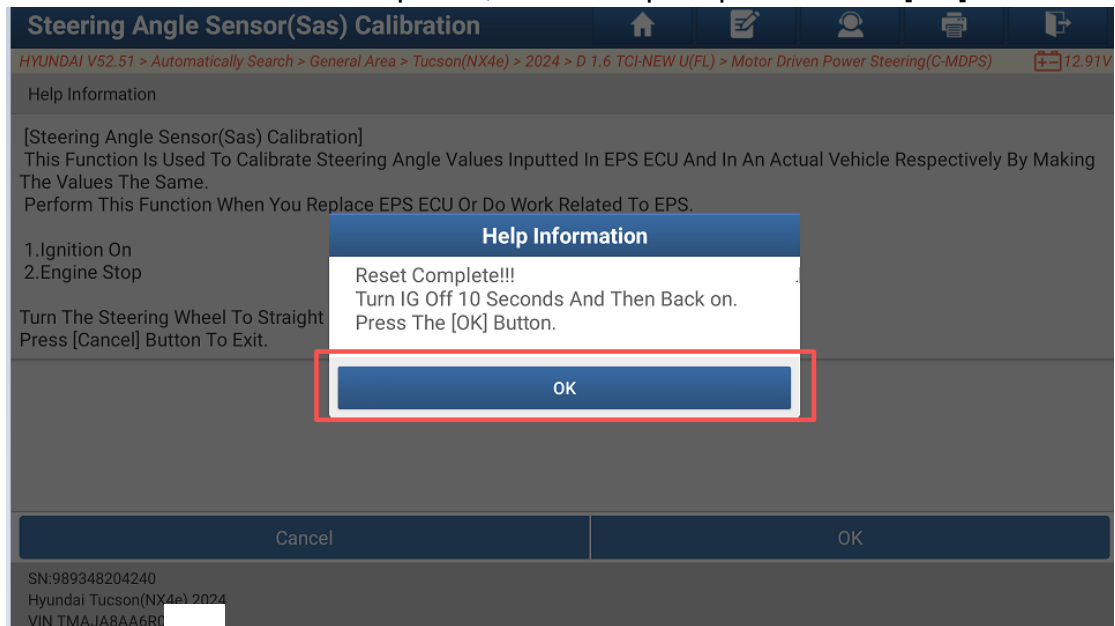 Steering Angle Sensor(Sas) Calibration
HYUNDAI V52.51 > Automatically Search > General Area > Tucson(NX4e) > 2024 > D 1.6 TCI-NEW U(FL) > Motor Driven Power Steering(C-MDPS)
12.91V
Help Information
[Steering Angle Sensor(Sas) Calibration]
This Function Is Used To Calibrate Steering Angle Values Inputted In EPS ECU And In An Actual Vehicle Respectively By Making
The Values The Same.
Perform This Function When You Replace EPS ECU Or Do Work Related To EPS.
1.Ignition On
2.Engine Stop
Turn The Steering Wheel To Straight
Press [Cancel] Button To Exit.
Help Information
Reset Complete!!!
Turn IG Off 10 Seconds And Then Back on.
Press The [OK] Button.
OK
Cancel
OK
SN:989348204240
Hyundai Tucson(NX4e) 2024
VIN TMAJA8AA6R0